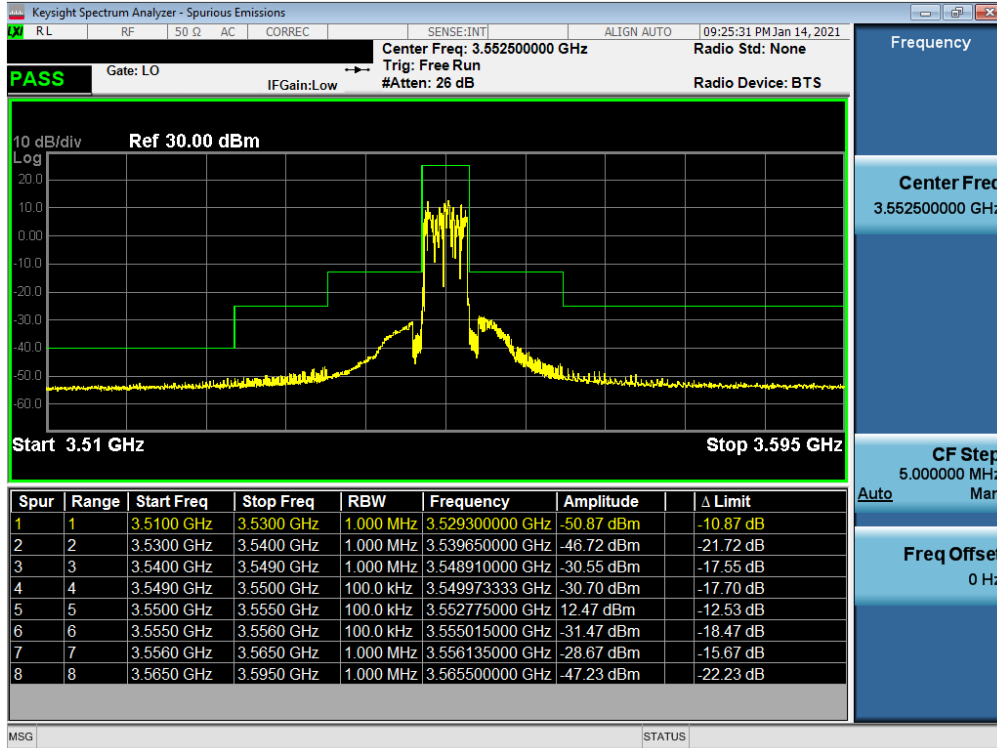 Keysight Spectrum Analyzer - Spurious Emissions
LXI RL RF 50 Ω AC CORREC SENSE:INT ALIGN AUTO 09:25:31 PM Jan 14, 2021
Center Freq: 3.552500000 GHz Radio Std: None
Gate: LO Trig: Free Run
PASS IFGain:Low #Atten: 26 dB Radio Device: BTS
10 dB/div Ref 30.00 dBm
Log
20.0
10.0
0.00
-10.0
-20.0
-30.0
-40.0
-50.0
-60.0
Start 3.51 GHz Stop 3.595 GHz
Spur Range Start Freq Stop Freq RBW Frequency Amplitude Δ Limit
1 1 3.5100 GHz 3.5300 GHz 1.000 MHz 3.529300000 GHz -50.87 dBm -10.87 dB
2 2 3.5300 GHz 3.5400 GHz 1.000 MHz 3.539650000 GHz -46.72 dBm -21.72 dB
3 3 3.5400 GHz 3.5490 GHz 1.000 MHz 3.548910000 GHz -30.55 dBm -17.55 dB
4 4 3.5490 GHz 3.5500 GHz 100.0 kHz 3.549973333 GHz -30.70 dBm -17.70 dB
5 5 3.5500 GHz 3.5550 GHz 100.0 kHz 3.552775000 GHz 12.47 dBm -12.53 dB
6 6 3.5550 GHz 3.5560 GHz 100.0 kHz 3.555015000 GHz -31.47 dBm -18.47 dB
7 7 3.5560 GHz 3.5650 GHz 1.000 MHz 3.556135000 GHz -28.67 dBm -15.67 dB
8 8 3.5650 GHz 3.5950 GHz 1.000 MHz 3.565500000 GHz -47.23 dBm -22.23 dB
MSG STATUS
Frequency
Center Freq
3.552500000 GHz
CF Step
5.000000 MHz
Auto Man
Freq Offset
0 Hz